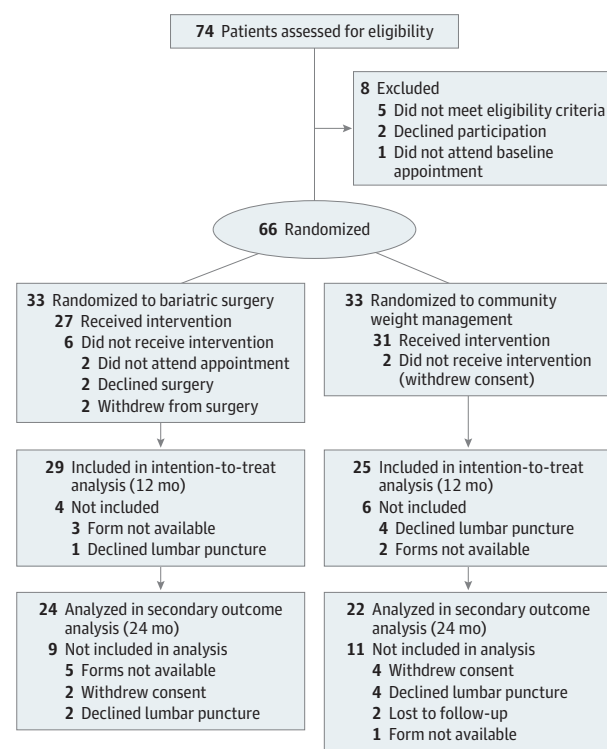 74 Patients assessed for eligibility
8 Excluded
5 Did not meet eligibility criteria
2 Declined participation
1 Did not attend baseline
appointment
66 Randomized
33 Randomized to bariatric surgery
27 Received intervention
6 Did not receive intervention
2 Did not attend appointment
2 Declined surgery
2 Withdrew from surgery
33 Randomized to community
weight management
31 Received intervention
2 Did not receive intervention
(withdrew consent)
29 Included in intention-to-treat
analysis (12 mo)
4 Not included
3 Form not available
1 Declined lumbar puncture
25 Included in intention-to-treat
analysis (12 mo)
6 Not included
4 Declined lumbar puncture
2 Forms not available
24 Analyzed in secondary outcome
analysis (24 mo)
9 Not included in analysis
5 Forms not available
2 Withdrew consent
2 Declined lumbar puncture
22 Analyzed in secondary outcome
analysis (24 mo)
11 Not included in analysis
4 Withdrew consent
4 Declined lumbar puncture
2 Lost to follow-up
1 Form not available